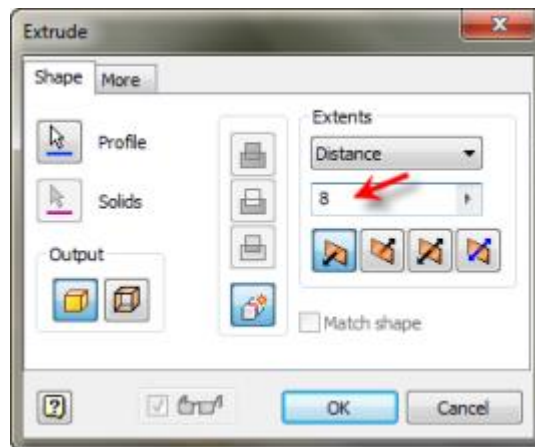 Extrude
Shape More
Profile
Solids
Output
Extents
Distance
8
Match shape
OK Cancel